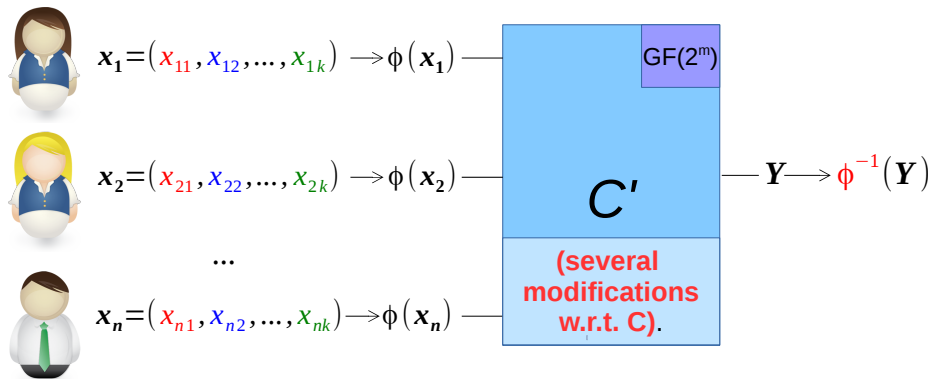 x₁=(x₁₁,x₁₂,...,x₁ₖ)→ϕ(x₁)
GF(2ᵐ)
x₂=(x₂₁,x₂₂,...,x₂ₖ)→ϕ(x₂)
C'
Y→ϕ⁻¹(Y)
...
(several
modifications
w.r.t. C).
xₙ=(xₙ₁,xₙ₂,...,xₙₖ)→ϕ(xₙ)